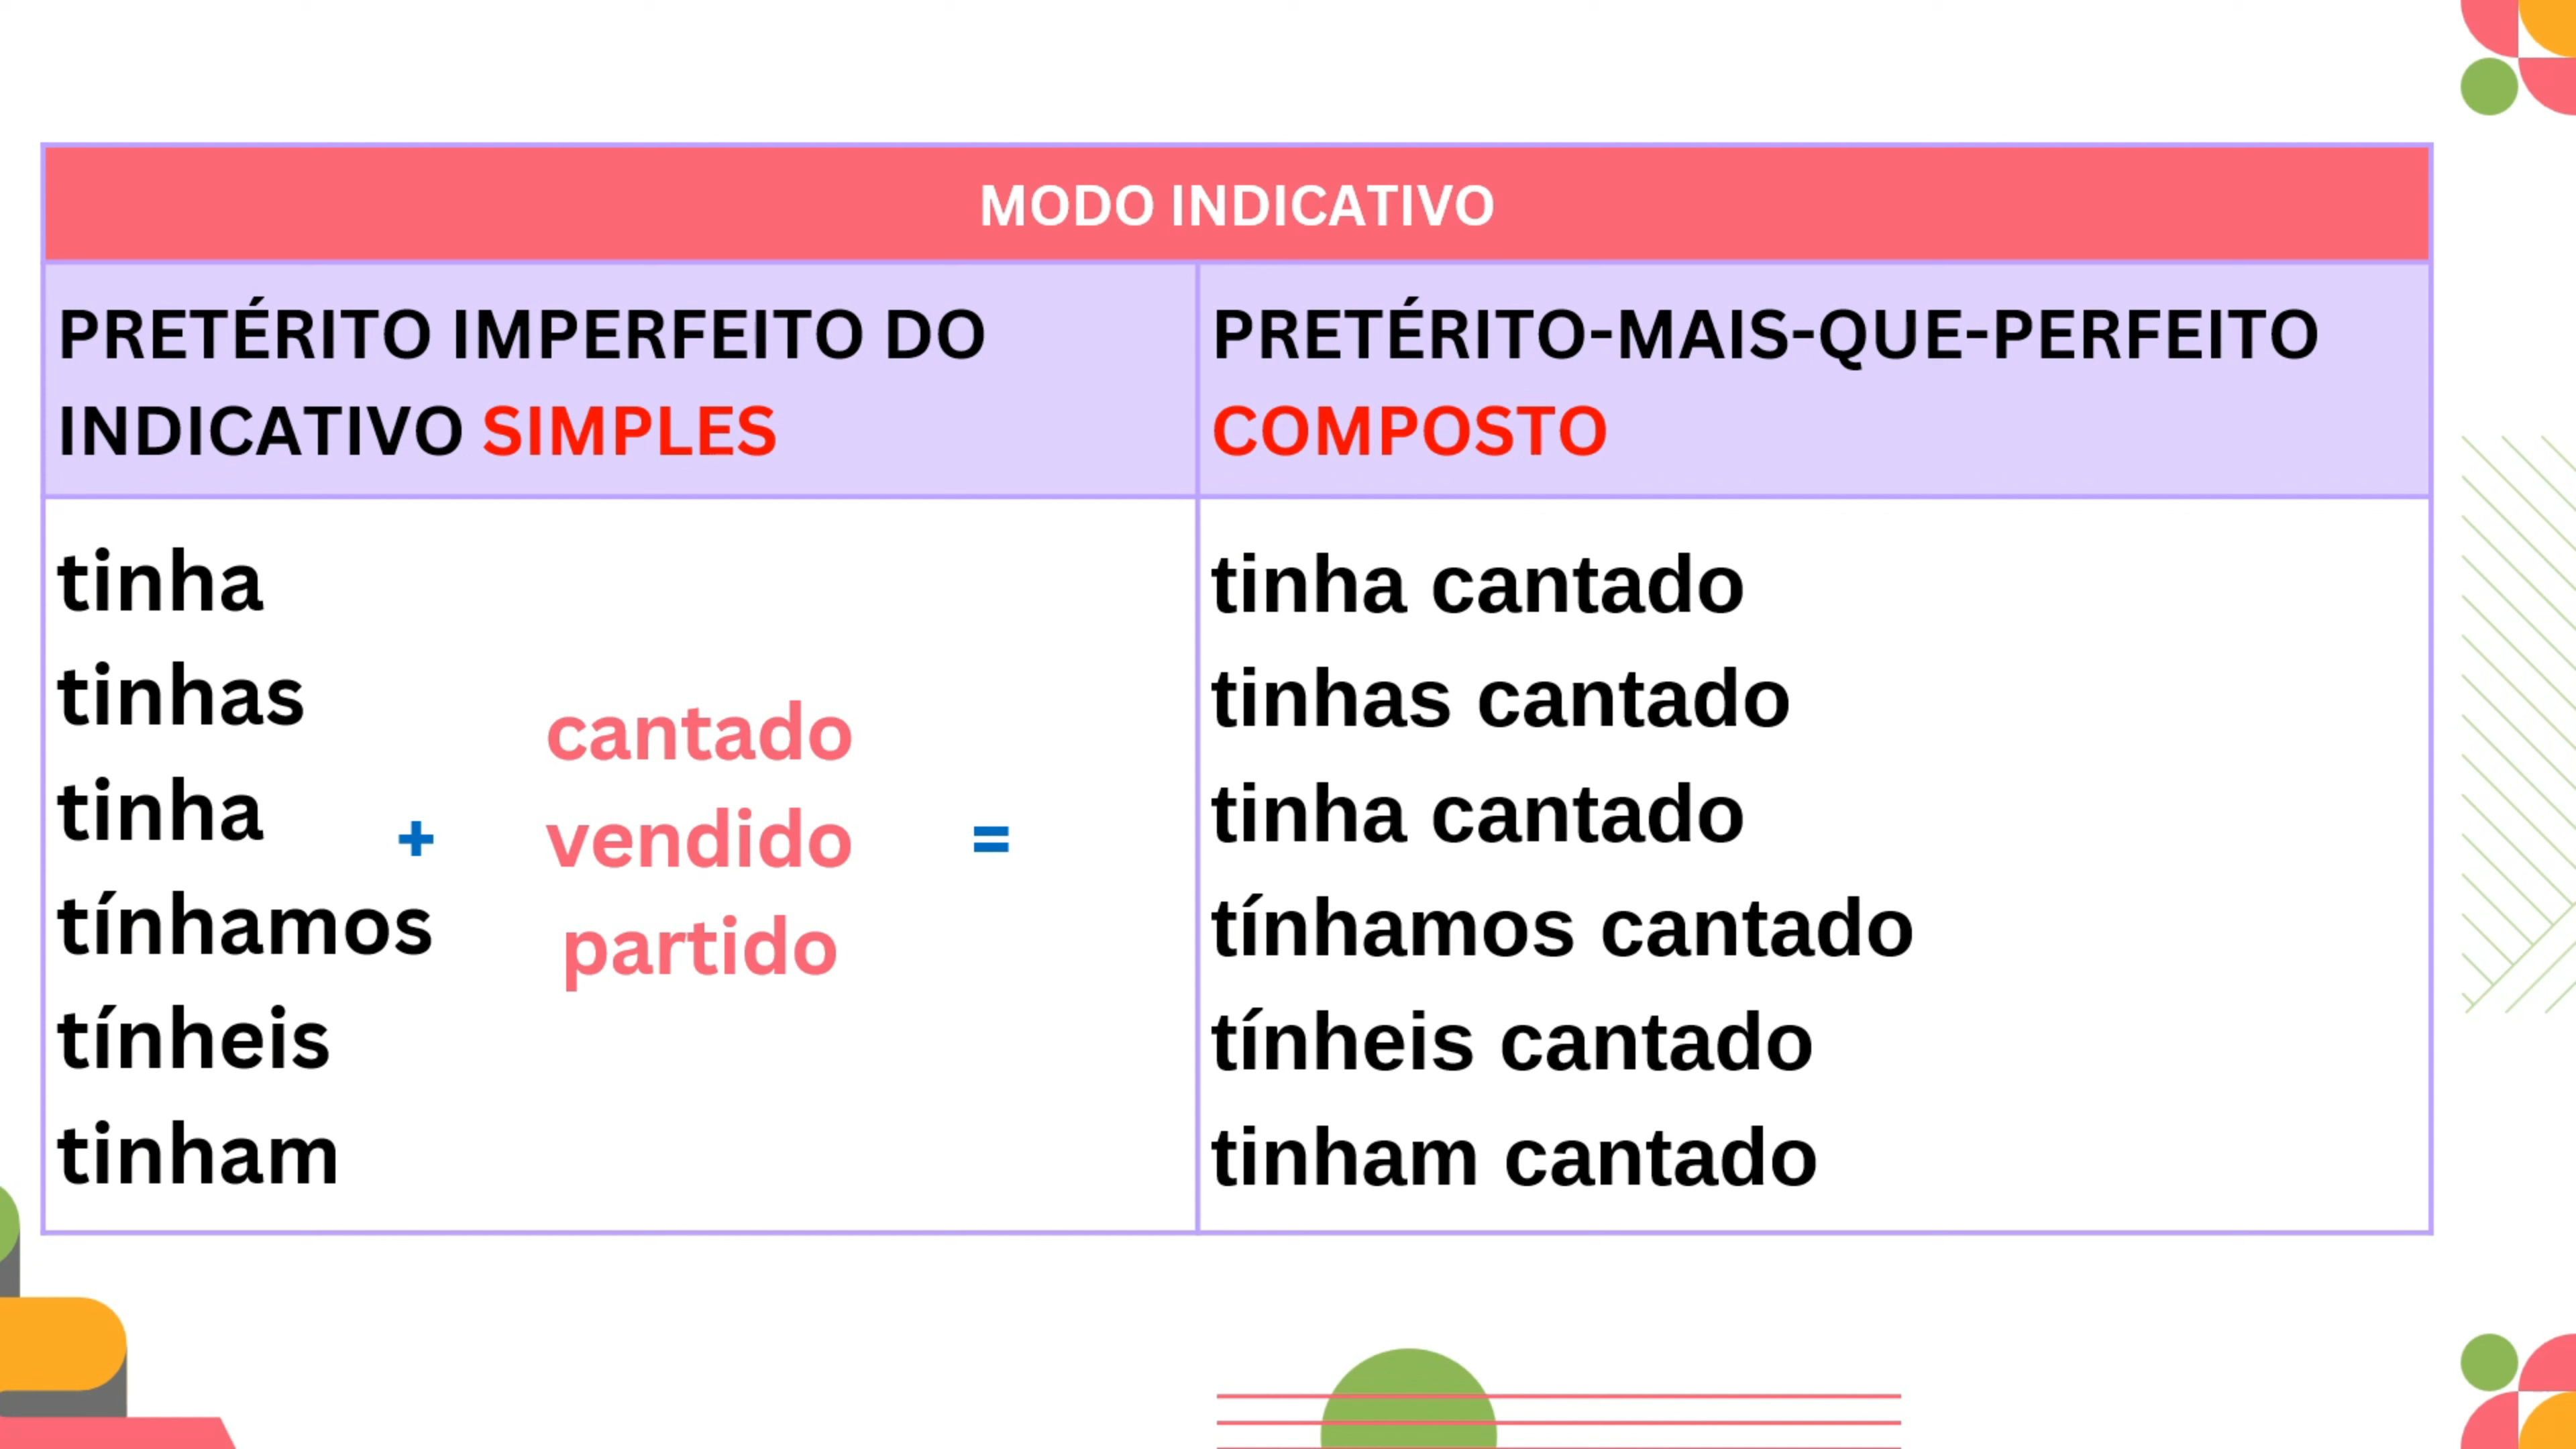 MODO INDICATIVO
PRETÉRITO IMPERFEITO DO
INDICATIVO SIMPLES
PRETÉRITO-MAIS-QUE-PERFEITO
COMPOSTO
tinha
tinhas
tinha
tínhamos
tínheis
tinham
+
cantado
vendido
partido
=
tinha cantado
tinhas cantado
tinha cantado
tínhamos cantado
tínheis cantado
tinham cantado